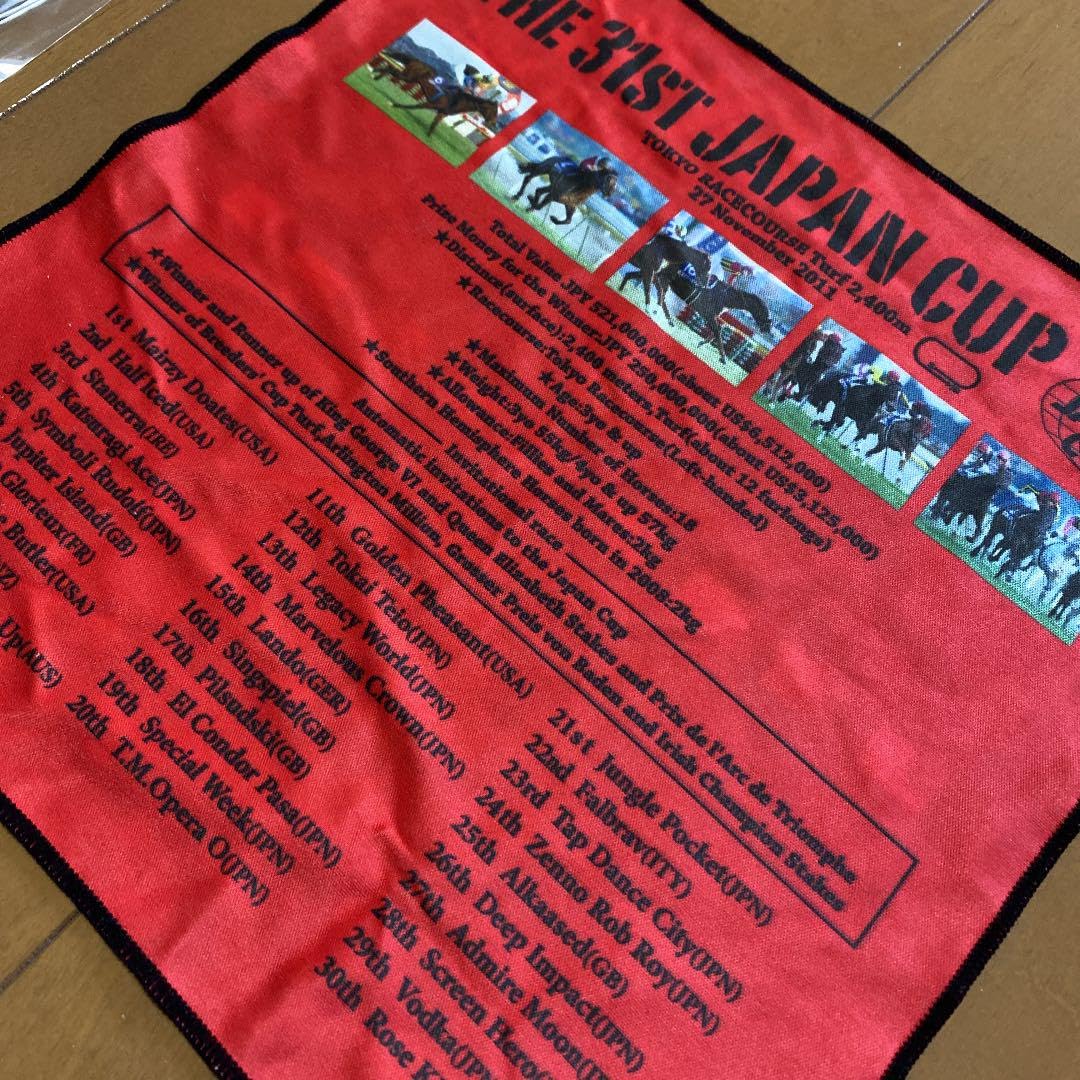 THE 31ST JAPAN CUP
TOKYO RACECOURSE Turf 2,400m
27 November 2011
Total Value JPY 521,000,000(about US$6,512,000)
Prize Money for the Winner:JPY 250,000,000(about US$3,125,000)
★Distance(surface):2,400 meters, Turf(about 12 furlongs)
★Racecourse:Tokyo Racecourse(Left-handed)
★Age:3yo & up
★Maximum Number of Horses:18
★Weight:3yo 55kg/4yo & up 57kg
★Allowance:Fillies and Mares:2kg
★Southern Hemisphere Horses born in 2008:2kg
Invitational race
Automatic invitations to the Japan Cup
★Winner and Runner up of King George VI and Queen Elizabeth Stakes and Prix de l'Arc de Triomphe
★Winner of Breeders' Cup Turf,Arlington Million, Grosser Preis von Baden and Irish Champion Stakes
1st Mairzy Doates(USA)
2nd Half Iced(USA)
3rd Stanerra(IRE)
4th Katsuragi Ace(JPN)
5th Symboli Rudolf(JPN)
Jupiter Island(GB)
Glorieux(FR)
Butler(USA)
Up(AUS)
11th Golden Pheasant(USA)
12th Tokai Teio(JPN)
13th Legacy World(JPN)
14th Marvelous Crown(JPN)
15th Lando(GER)
16th Singspiel(GB)
17th Pilsudski(GB)
18th El Condor Pasa(JPN)
19th Special Week(JPN)
20th T.M.Opera O(JPN)
21st Jungle Pocket(JPN)
22nd Falbrav(ITY)
23rd Tap Dance City(JPN)
24th Zenno Rob Roy(JPN)
25th Alkaased(GB)
26th Deep Impact(JPN)
27th Admire Moon(JPN)
28th Screen Hero(
29th Vodka(JPN
30th Rose K